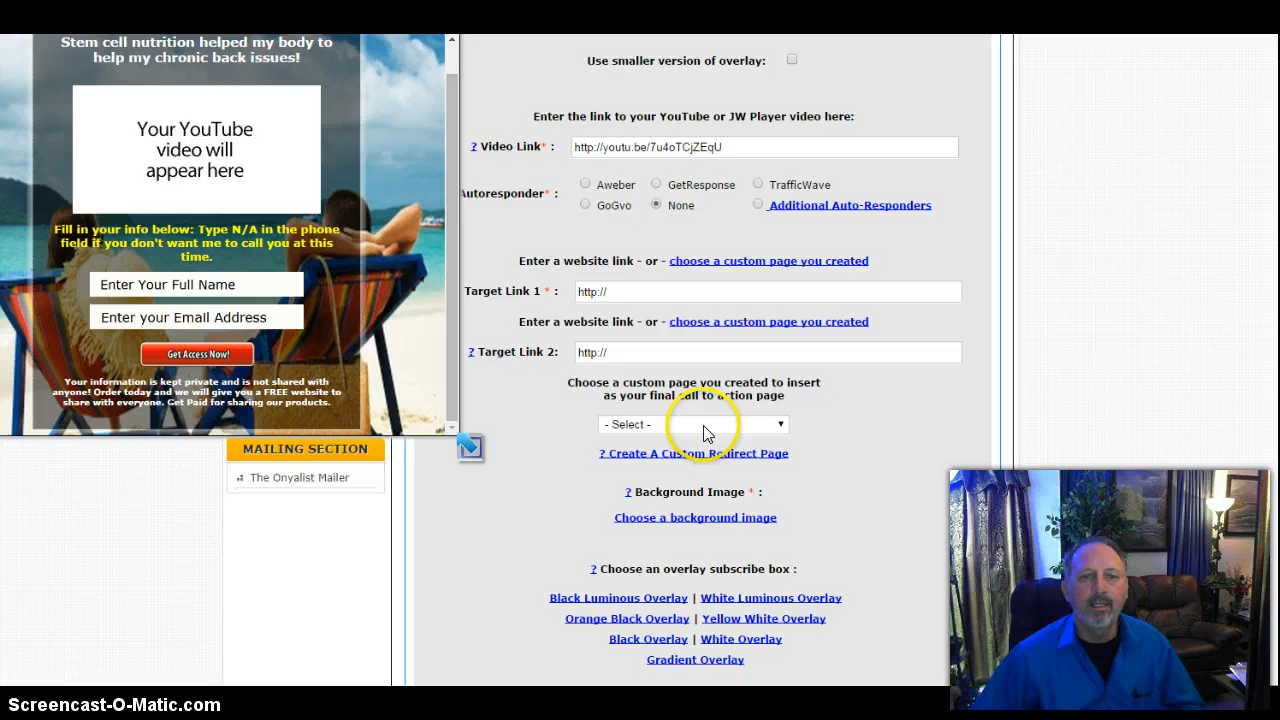 Stem cell nutrition helped my body to
help my chronic back issues!
Your YouTube
video will
appear here
Fill in your info below: Type N/A in the phone
field if you don't want me to call you at this
time.
Enter Your Full Name
Enter your Email Address
Get Access Now!
Your information is kept private and is not shared with
anyone! Order today and we will give you a FREE website to
share with everyone. Get Paid for sharing our products.
MAILING SECTION
The Onyalist Mailer
Use smaller version of overlay:
Enter the link to your YouTube or JW Player video here:
? Video Link* : http://youtu.be/7u4oTCjZEqU
Autoresponder* : Aweber GetResponse TrafficWave
GoGvo None Additional Auto-Responders
Enter a website link - or - choose a custom page you created
Target Link 1 * : http://
Enter a website link - or - choose a custom page you created
? Target Link 2: http://
Choose a custom page you created to insert
as your final call to action page
- Select -
? Create A Custom Redirect Page
? Background Image * :
Choose a background image
? Choose an overlay subscribe box :
Black Luminous Overlay | White Luminous Overlay
Orange Black Overlay | Yellow White Overlay
Black Overlay | White Overlay
Gradient Overlay
Screencast-O-Matic.com